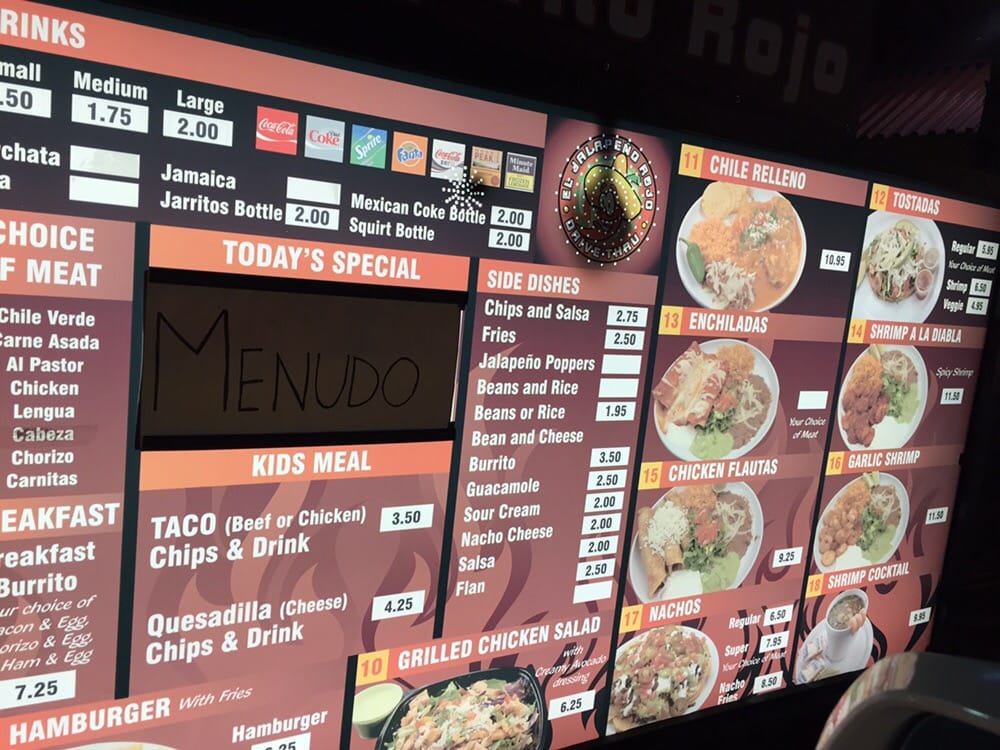 Rojo
RINKS
mall
Medium
Large
.50
1.75
2.00
Coca-Cola
Coke
Sprite
Fanta
Coca-Cola
PEAK
Minute Maid
rchata
a
Jamaica
Jarritos Bottle 2.00
Mexican Coke Bottle 2.00
Squirt Bottle 2.00
EL JALAPEÑO ROJO
DRIVE-THRU
CHOICE
F MEAT
Chile Verde
Carne Asada
Al Pastor
Chicken
Lengua
Cabeza
Chorizo
Carnitas
EAKFAST
reakfast
Burrito
ur choice of
acon & Egg,
orizo & Egg,
Ham & Egg
7.25
TODAY'S SPECIAL
MENUDO
KIDS MEAL
TACO (Beef or Chicken) 3.50
Chips & Drink
Quesadilla (Cheese) 4.25
Chips & Drink
HAMBURGER With Fries
Hamburger
.25
SIDE DISHES
Chips and Salsa 2.75
Fries 2.50
Jalapeño Poppers
Beans and Rice
Beans or Rice 1.95
Bean and Cheese
Burrito 3.50
Guacamole 2.50
Sour Cream 2.00
Nacho Cheese 2.00
Salsa 2.00
Flan 2.50
10 GRILLED CHICKEN SALAD
with
Creamy Avocado
dressing
6.25
11 CHILE RELLENO
10.95
13 ENCHILADAS
Your Choice
of Meat
15 CHICKEN FLAUTAS
9.25
17 NACHOS
Regular 6.50
Super 7.95
Your Choice of Meat
Nacho
Fries 8.50
12 TOSTADAS
Regular 5.95
Your Choice of Meat
Shrimp 6.50
Veggie 4.95
14 SHRIMP A LA DIABLA
Spicy Shrimp
11.50
16 GARLIC SHRIMP
11.50
18 SHRIMP COCKTAIL
9.95